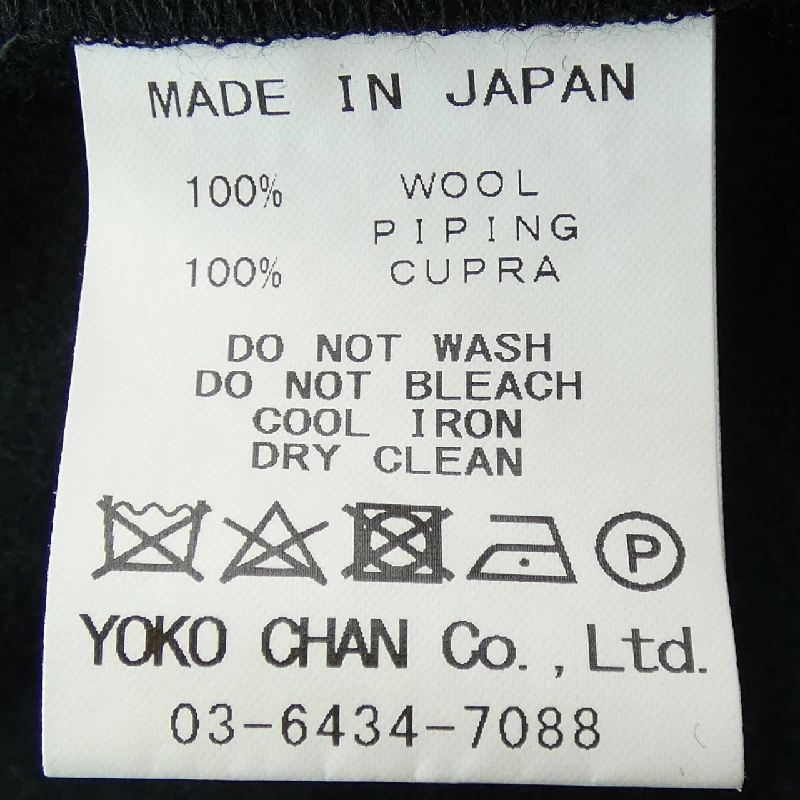 MADE IN JAPAN
100% WOOL
PIPING
100% CUPRA
DO NOT WASH
DO NOT BLEACH
COOL IRON
DRY CLEAN
P
YOKO CHAN Co., Ltd.
03-6434-7088